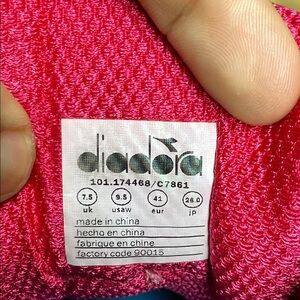 diadora
101.174468/C7861
7.5 9.5 41 26.0
uk usaw eur jp
made in china
hecho en china
fabrique en chine
factory code 90015